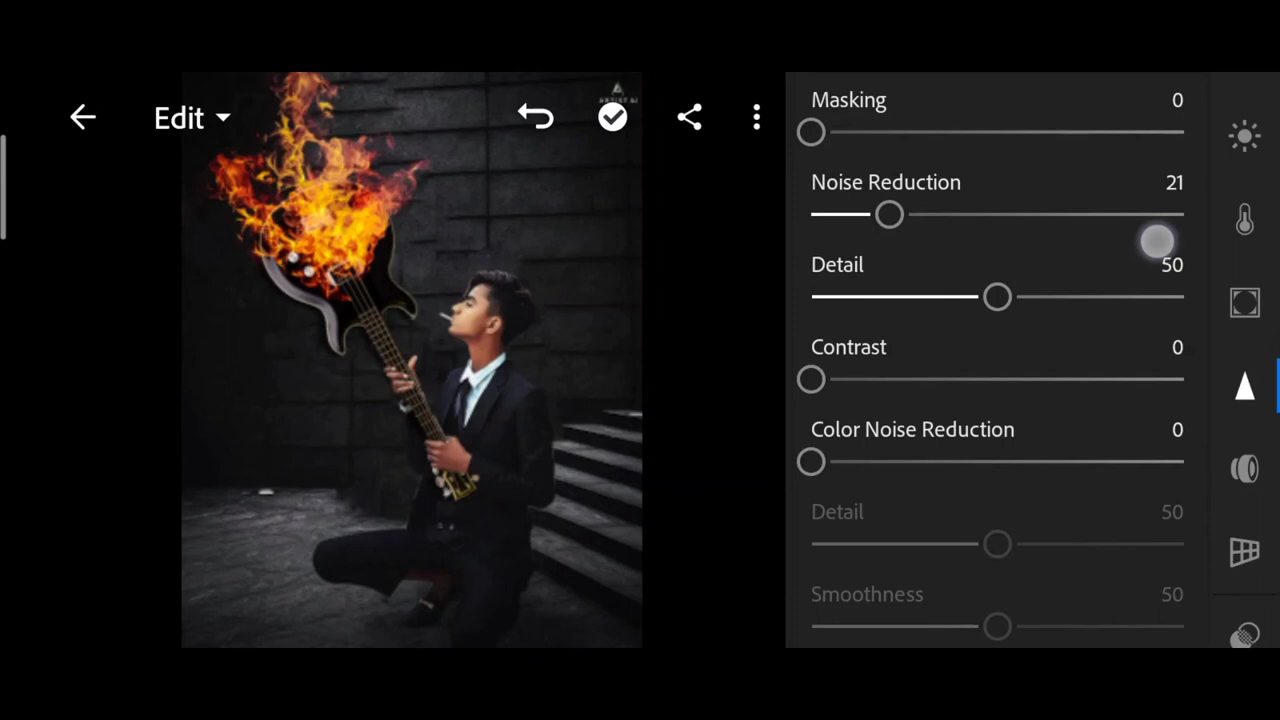 Edit
Masking 0
Noise Reduction 21
Detail 50
Contrast 0
Color Noise Reduction 0
Detail 50
Smoothness 50